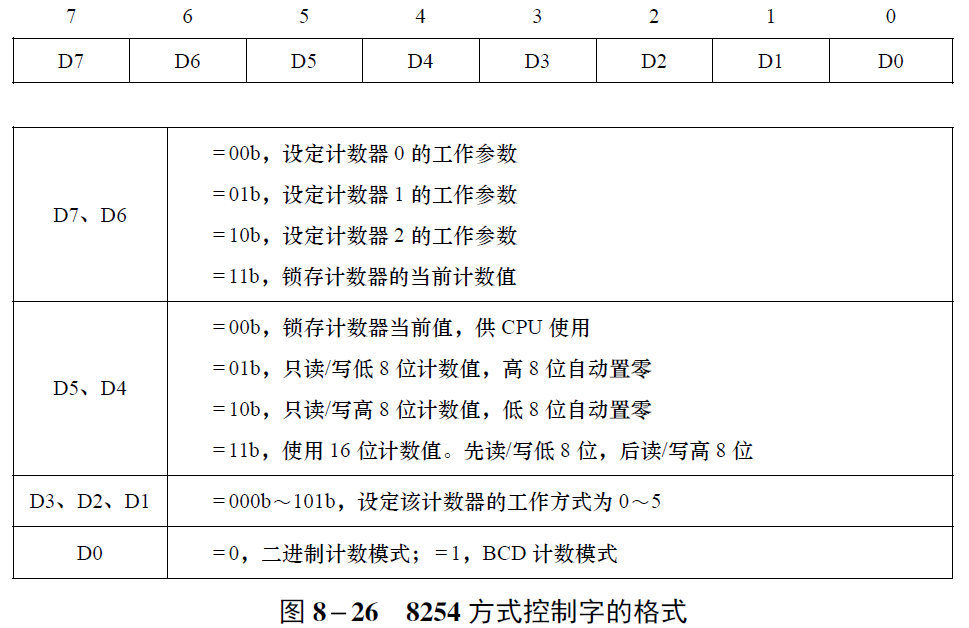 7 6 5 4 3 2 1 0
D7 D6 D5 D4 D3 D2 D1 D0
D7、D6
=00b，设定计数器 0 的工作参数
=01b，设定计数器 1 的工作参数
=10b，设定计数器 2 的工作参数
=11b，锁存计数器的当前计数值
D5、D4
=00b，锁存计数器当前值，供 CPU 使用
=01b，只读/写低 8 位计数值，高 8 位自动置零
=10b，只读/写高 8 位计数值，低 8 位自动置零
=11b，使用 16 位计数值。先读/写低 8 位，后读/写高 8 位
D3、D2、D1 =000b～101b，设定该计数器的工作方式为 0～5
D0 =0，二进制计数模式；=1，BCD 计数模式
图 8－26 8254 方式控制字的格式